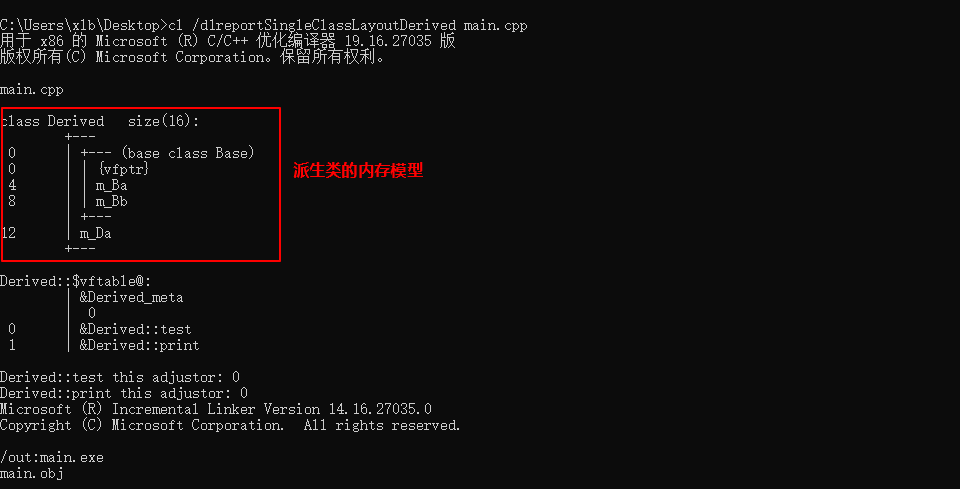 C:\Users\xlb\Desktop>cl /d1reportSingleClassLayoutDerived main.cpp
用于 x86 的 Microsoft (R) C/C++ 优化编译器 19.16.27035 版
版权所有(C) Microsoft Corporation。保留所有权利。
main.cpp
class Derived   size(16):
        +---
 0      | +--- (base class Base)
 0      | | {vfptr}
 4      | | m_Ba
 8      | | m_Bb
        | +---
12      | m_Da
        +---
派生类的内存模型
Derived::$vftable@:
        | &Derived_meta
        |  0
 0      | &Derived::test
 1      | &Derived::print
Derived::test this adjustor: 0
Derived::print this adjustor: 0
Microsoft (R) Incremental Linker Version 14.16.27035.0
Copyright (C) Microsoft Corporation.  All rights reserved.
/out:main.exe
main.obj